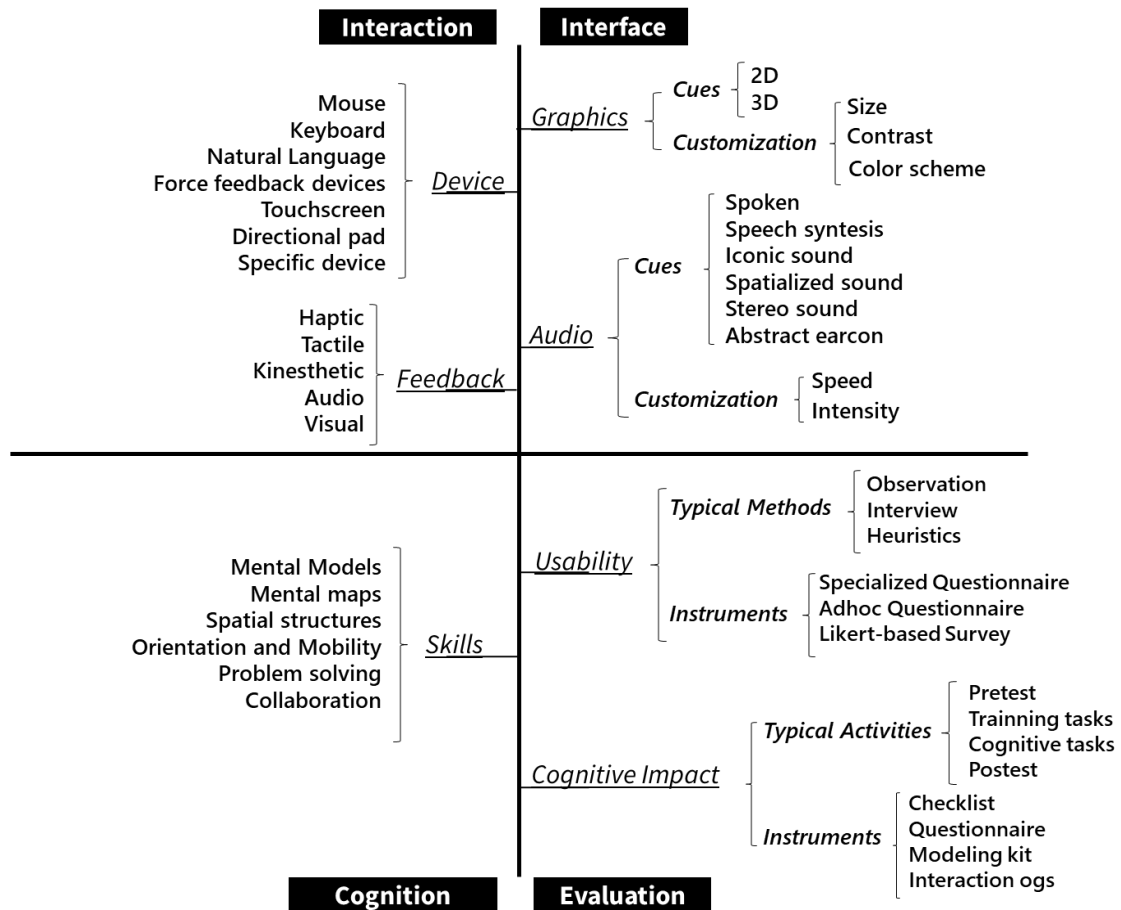 Interaction
Interface
Mouse
Keyboard
Natural Language
Force feedback devices
Touchscreen
Directional pad
Specific device
Device
Haptic
Tactile
Kinesthetic
Audio
Visual
Feedback
Graphics
Cues
2D
3D
Customization
Size
Contrast
Color scheme
Audio
Cues
Spoken
Speech syntesis
Iconic sound
Spatialized sound
Stereo sound
Abstract earcon
Customization
Speed
Intensity
Mental Models
Mental maps
Spatial structures
Orientation and Mobility
Problem solving
Collaboration
Skills
Usability
Typical Methods
Observation
Interview
Heuristics
Instruments
Specialized Questionnaire
Adhoc Questionnaire
Likert-based Survey
Cognitive Impact
Typical Activities
Pretest
Trainning tasks
Cognitive tasks
Postest
Instruments
Checklist
Questionnaire
Modeling kit
Interaction ogs
Cognition
Evaluation